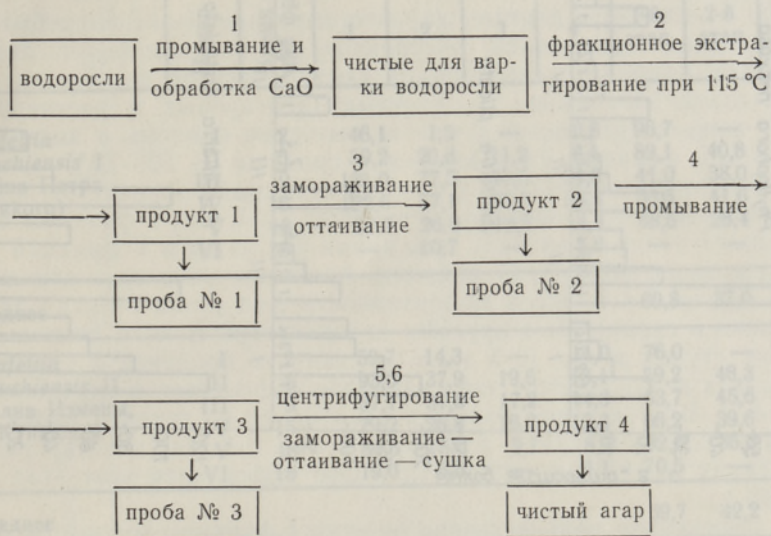 1
промывание и
водоросли
обработка CaO
чистые для вар-
ки водоросли
2
фракционное экстра-
гирование при 115 °C
продукт 1
3
замораживание
оттаивание
продукт 2
4
промывание
проба № 1
проба № 2
продукт 3
5,6
центрифугирование
замораживание —
оттаивание — сушка
продукт 4
проба № 3
чистый агар